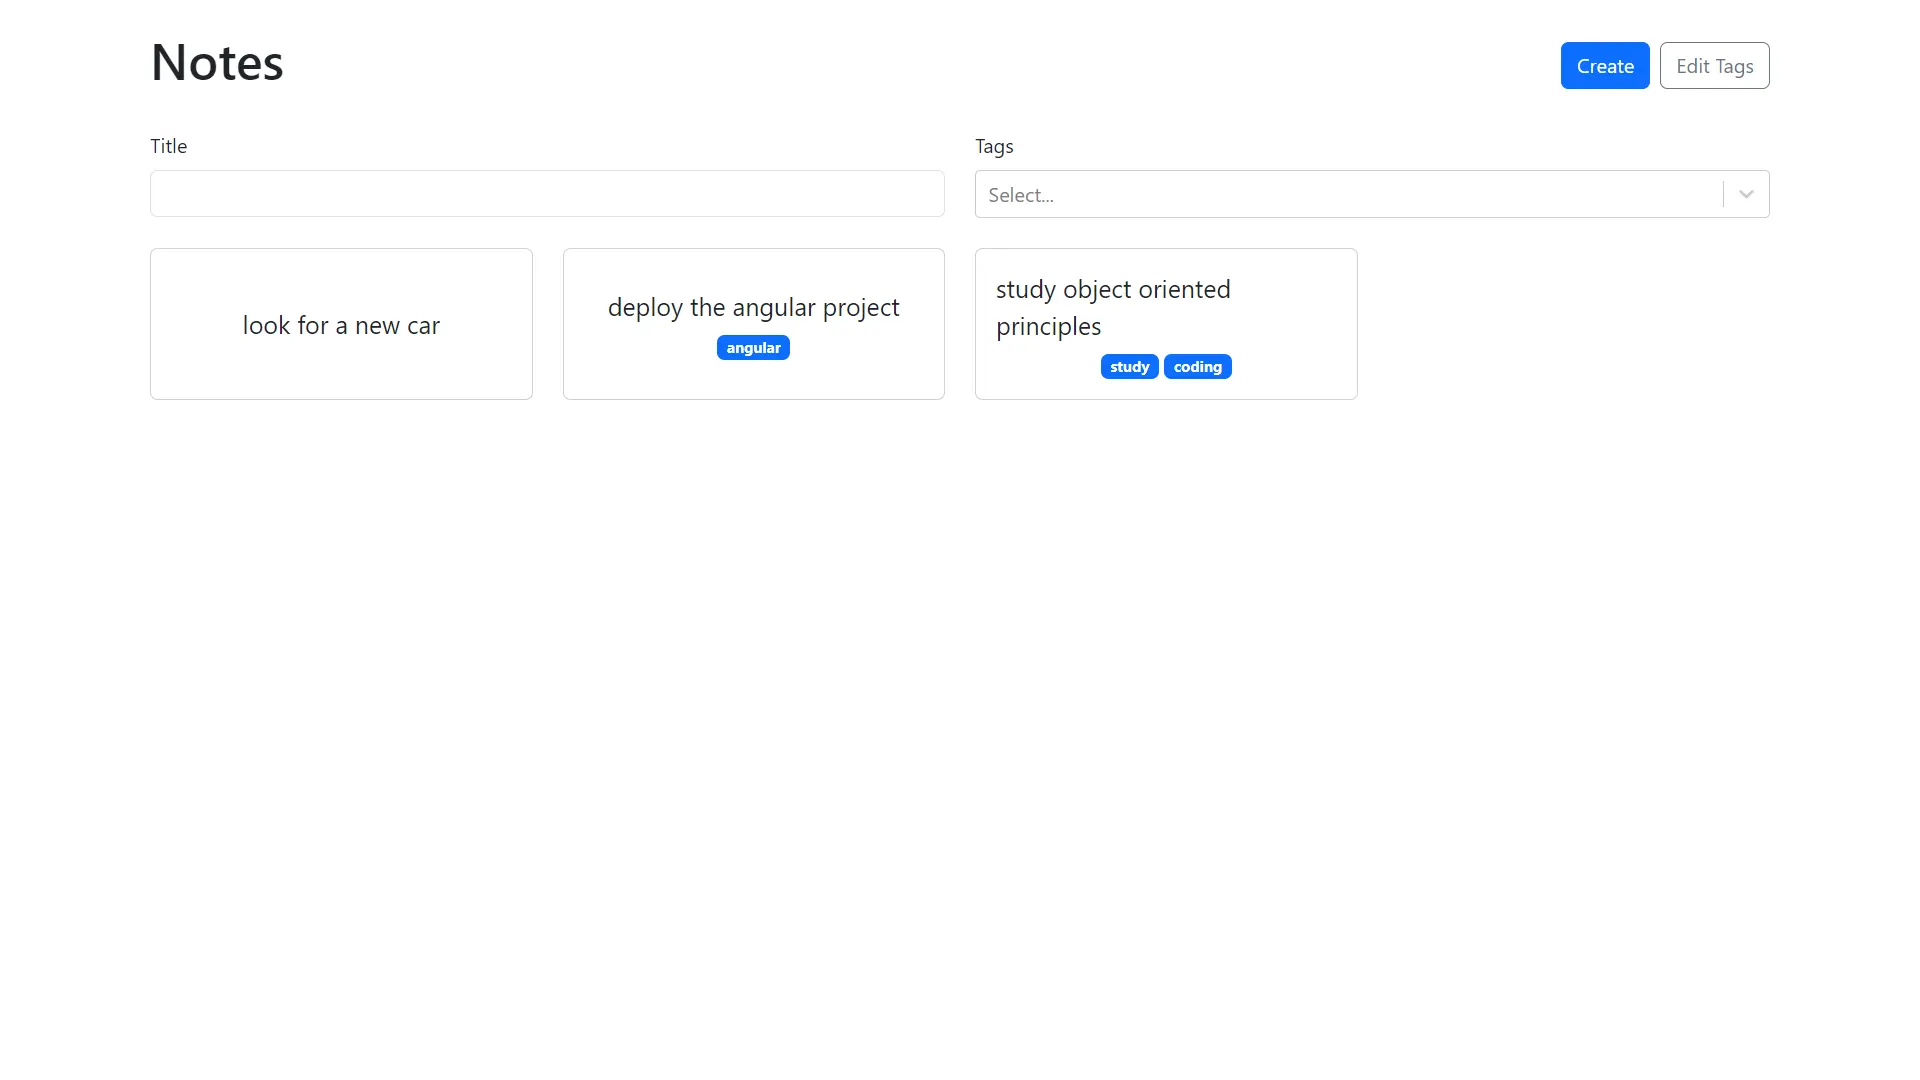 Notes
Create
Edit Tags
Title
Tags
Select...
look for a new car
deploy the angular project
angular
study object oriented
principles
study
coding